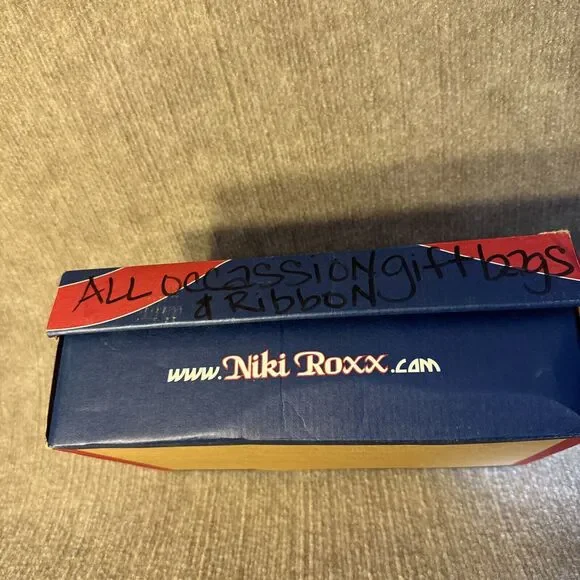 ALL OCCASSION gift bags
& RibboN
www.Niki Roxx.com